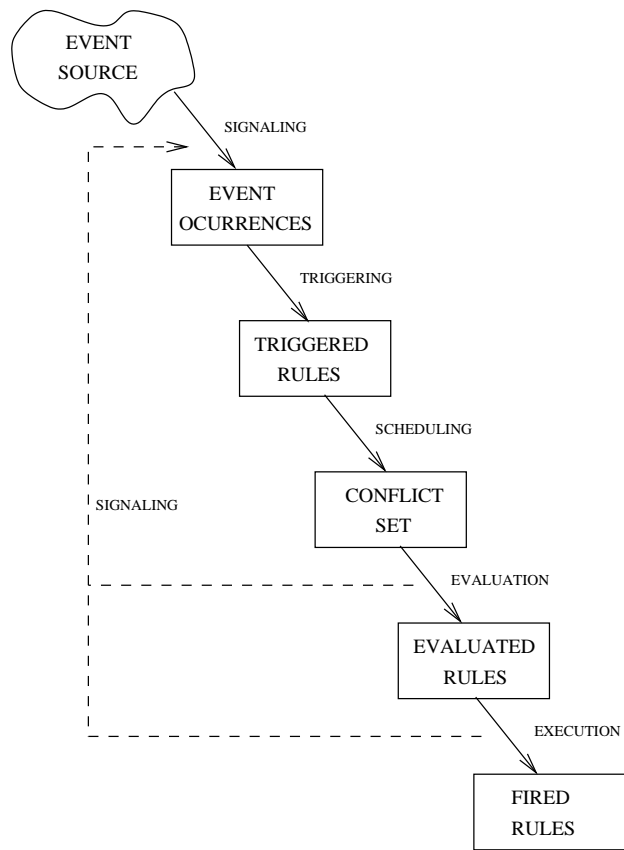 EVENT
SOURCE
SIGNALING
EVENT
OCURRENCES
TRIGGERING
TRIGGERED
RULES
SCHEDULING
CONFLICT
SET
SIGNALING
EVALUATION
EVALUATED
RULES
EXECUTION
FIRED
RULES